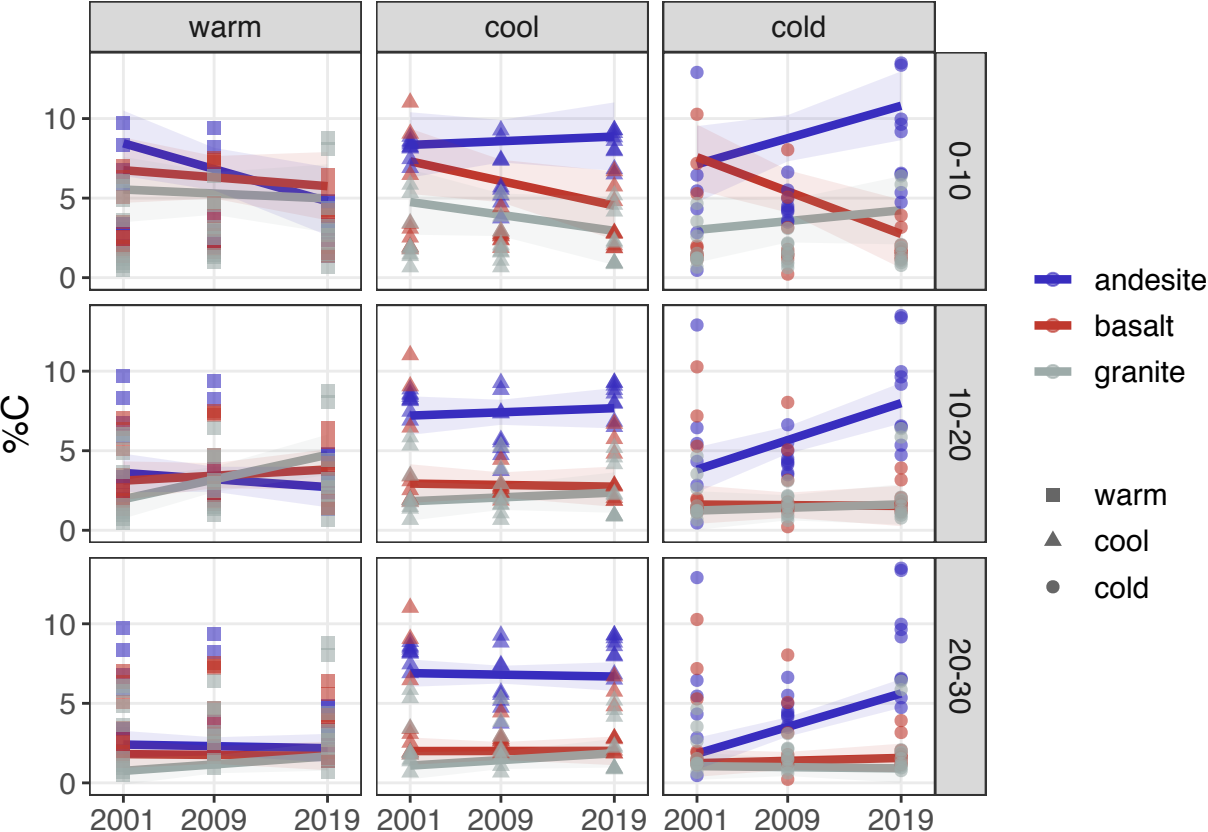 warm cool cold
10
5
0
0-10
10
5
0
10-20
10
5
0
20-30
%C
2001 2009 2019 2001 2009 2019 2001 2009 2019
andesite
basalt
granite
warm
cool
cold